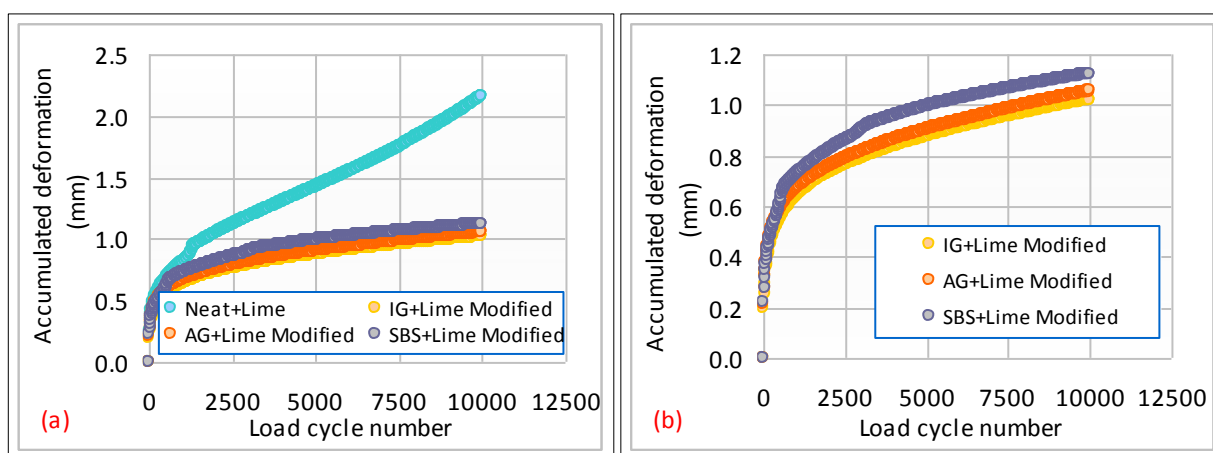 2.5
2.0
1.5
1.0
0.5
0.0
Accumulated deformation
(mm)
Neat+Lime
IG+Lime Modified
AG+Lime Modified
SBS+Lime Modified
0 2500 5000 7500 10000 12500
Load cycle number
(a)
1.2
1.0
0.8
0.6
0.4
0.2
0.0
Accumulated deformation
(mm)
IG+Lime Modified
AG+Lime Modified
SBS+Lime Modified
0 2500 5000 7500 10000 12500
Load cycle number
(b)